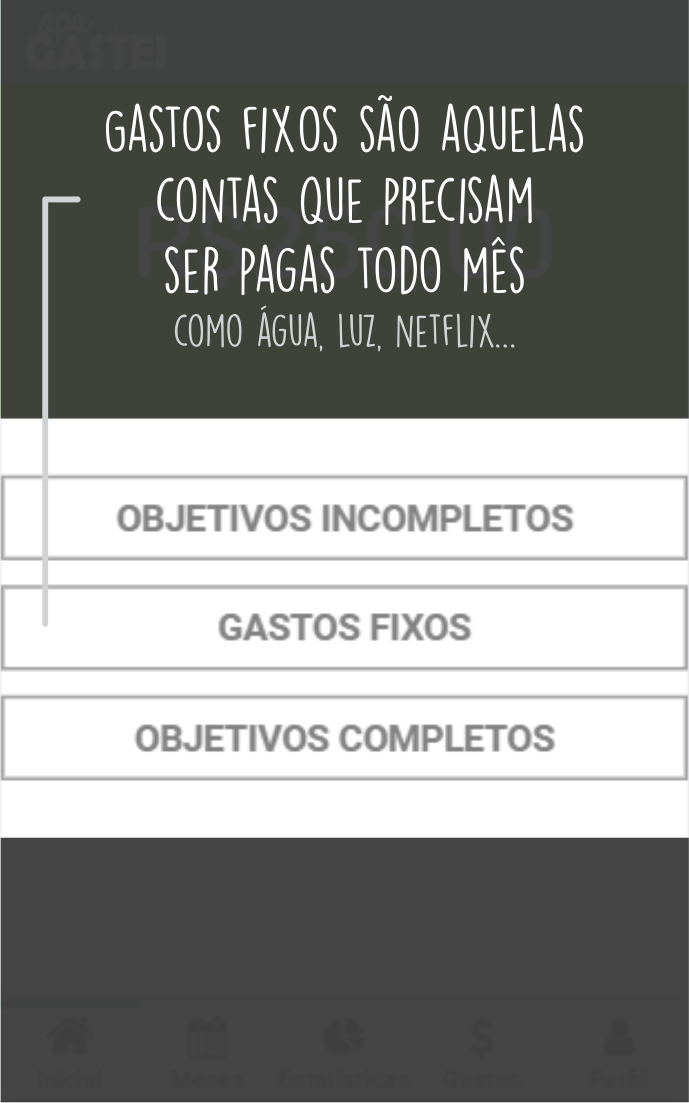 GASTEI
GASTOS FIXOS SÃO AQUELAS
CONTAS QUE PRECISAM
SER PAGAS TODO MÊS
COMO ÁGUA, LUZ, NETFLIX...
OBJETIVOS INCOMPLETOS
GASTOS FIXOS
OBJETIVOS COMPLETOS
Inicial Meses Estatísticas Gastos Perfil